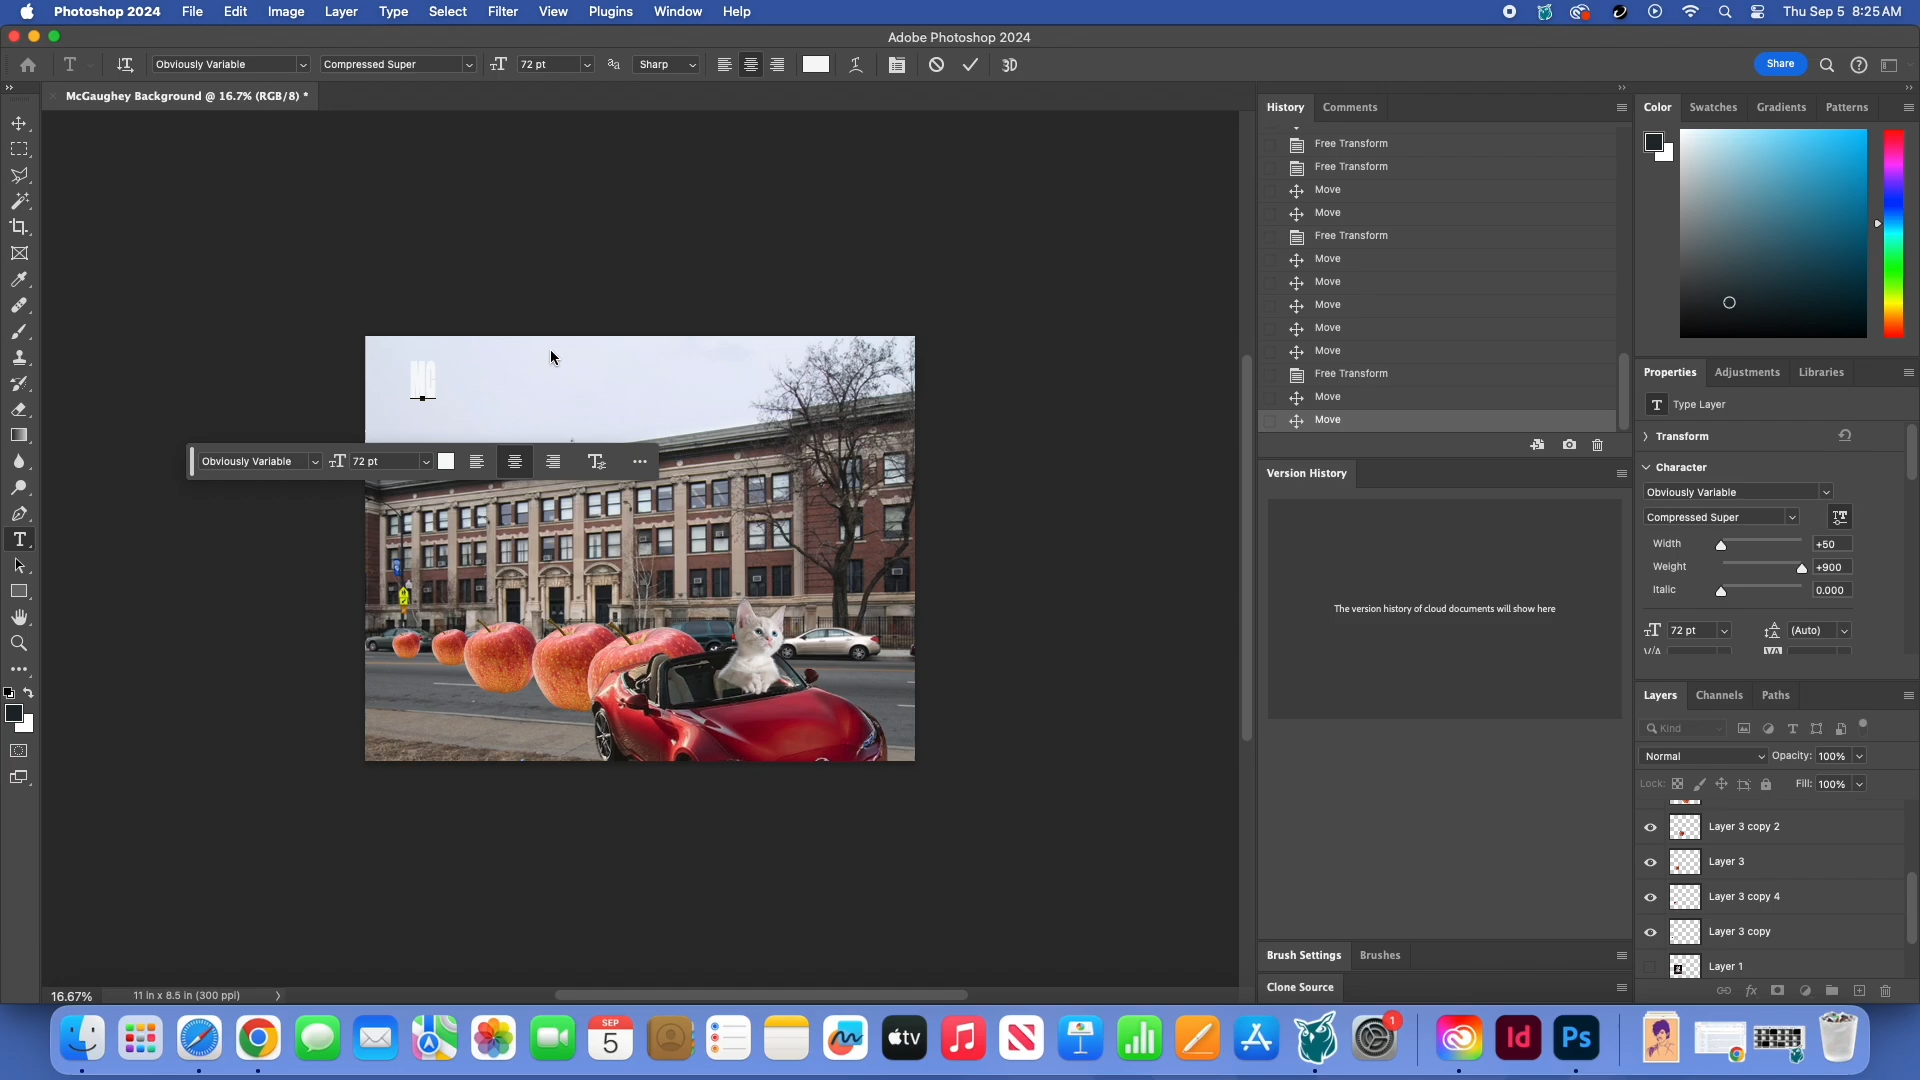 Photoshop 2024 File Edit Image Layer Type Select Filter View Plugins Window Help Thu Sep 5 8:25 AM
Adobe Photoshop 2024
Obviously Variable Compressed Super 72 pt Sharp 3D Share
McGaughey Background @ 16.7% (RGB/8) *
History Comments
Free Transform
Free Transform
Move
Move
Free Transform
Move
Move
Move
Move
Move
Free Transform
Move
Move
Version History
The version history of cloud documents will show here
Brush Settings Brushes
Clone Source
Color Swatches Gradients Patterns
Properties Adjustments Libraries
T Type Layer
Transform
Character
Obviously Variable
Compressed Super
Width +50
Weight +900
Italic 0.000
72 pt (Auto)
Layers Channels Paths
Kind
Normal Opacity: 100%
Lock: Fill: 100%
Layer 3 copy 2
Layer 3
Layer 3 copy 4
Layer 3 copy
Layer 1
MC
Obviously Variable 72 pt
16.67% 11 in x 8.5 in (300 ppi)
SEP
5
tv
1
Id
Ps